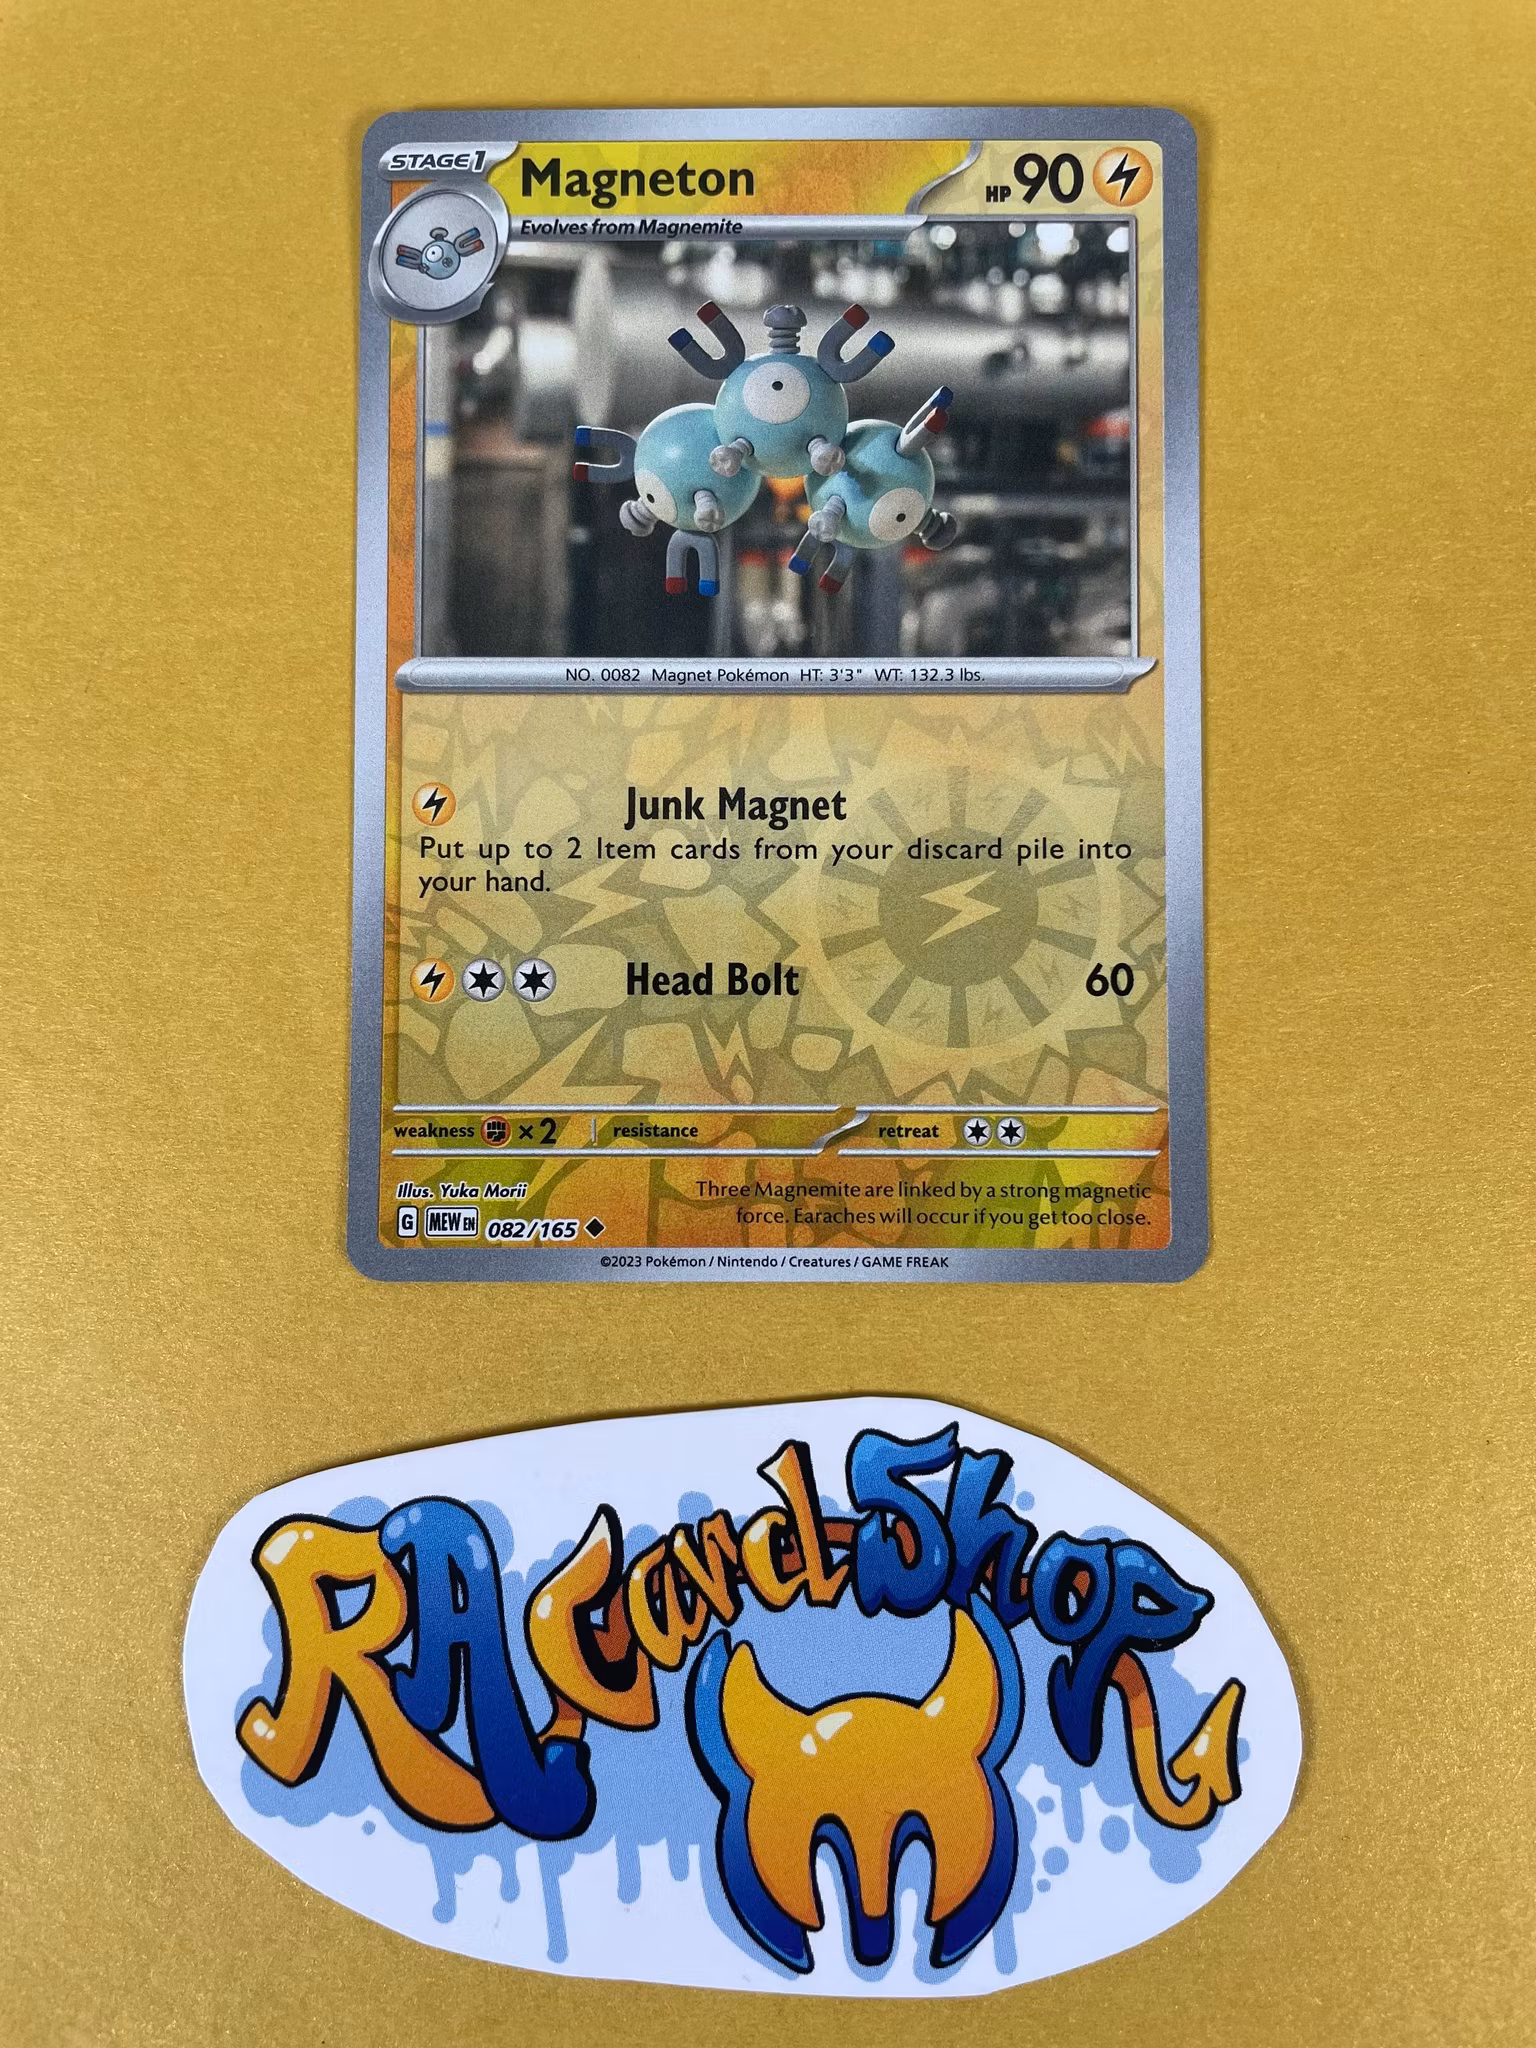 STAGE 1
Magneton
HP 90
Evolves from Magnemite
NO. 0082 Magnet Pokémon HT: 3'3" WT: 132.3 lbs.
Junk Magnet
Put up to 2 Item cards from your discard pile into
your hand.
Head Bolt 60
weakness ×2 resistance retreat
Illus. Yuka Morii
Three Magnemite are linked by a strong magnetic
force. Earaches will occur if you get too close.
G MEW EN 082/165
©2023 Pokémon / Nintendo / Creatures / GAME FREAK
RA Card Shop